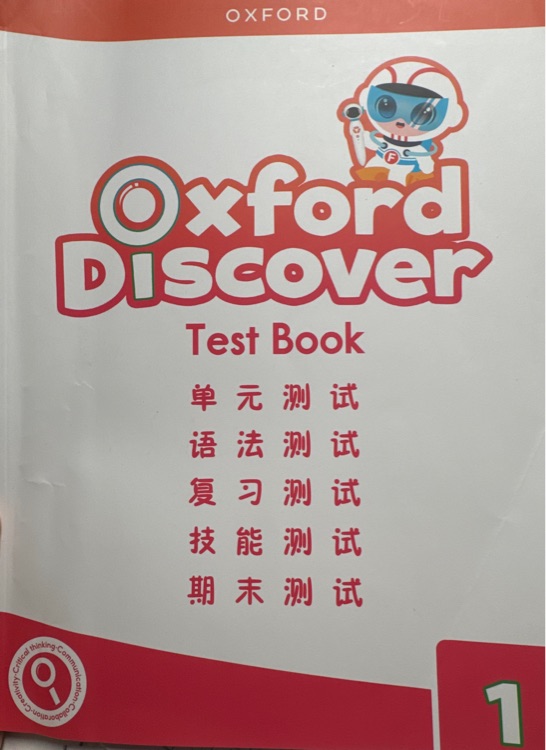 OXFORD
F
Oxford
Discover
Test Book
单元测试
语法测试
复习测试
技能测试
期末测试
Critical thinking·Communication·Collaboration·Creativity·
1